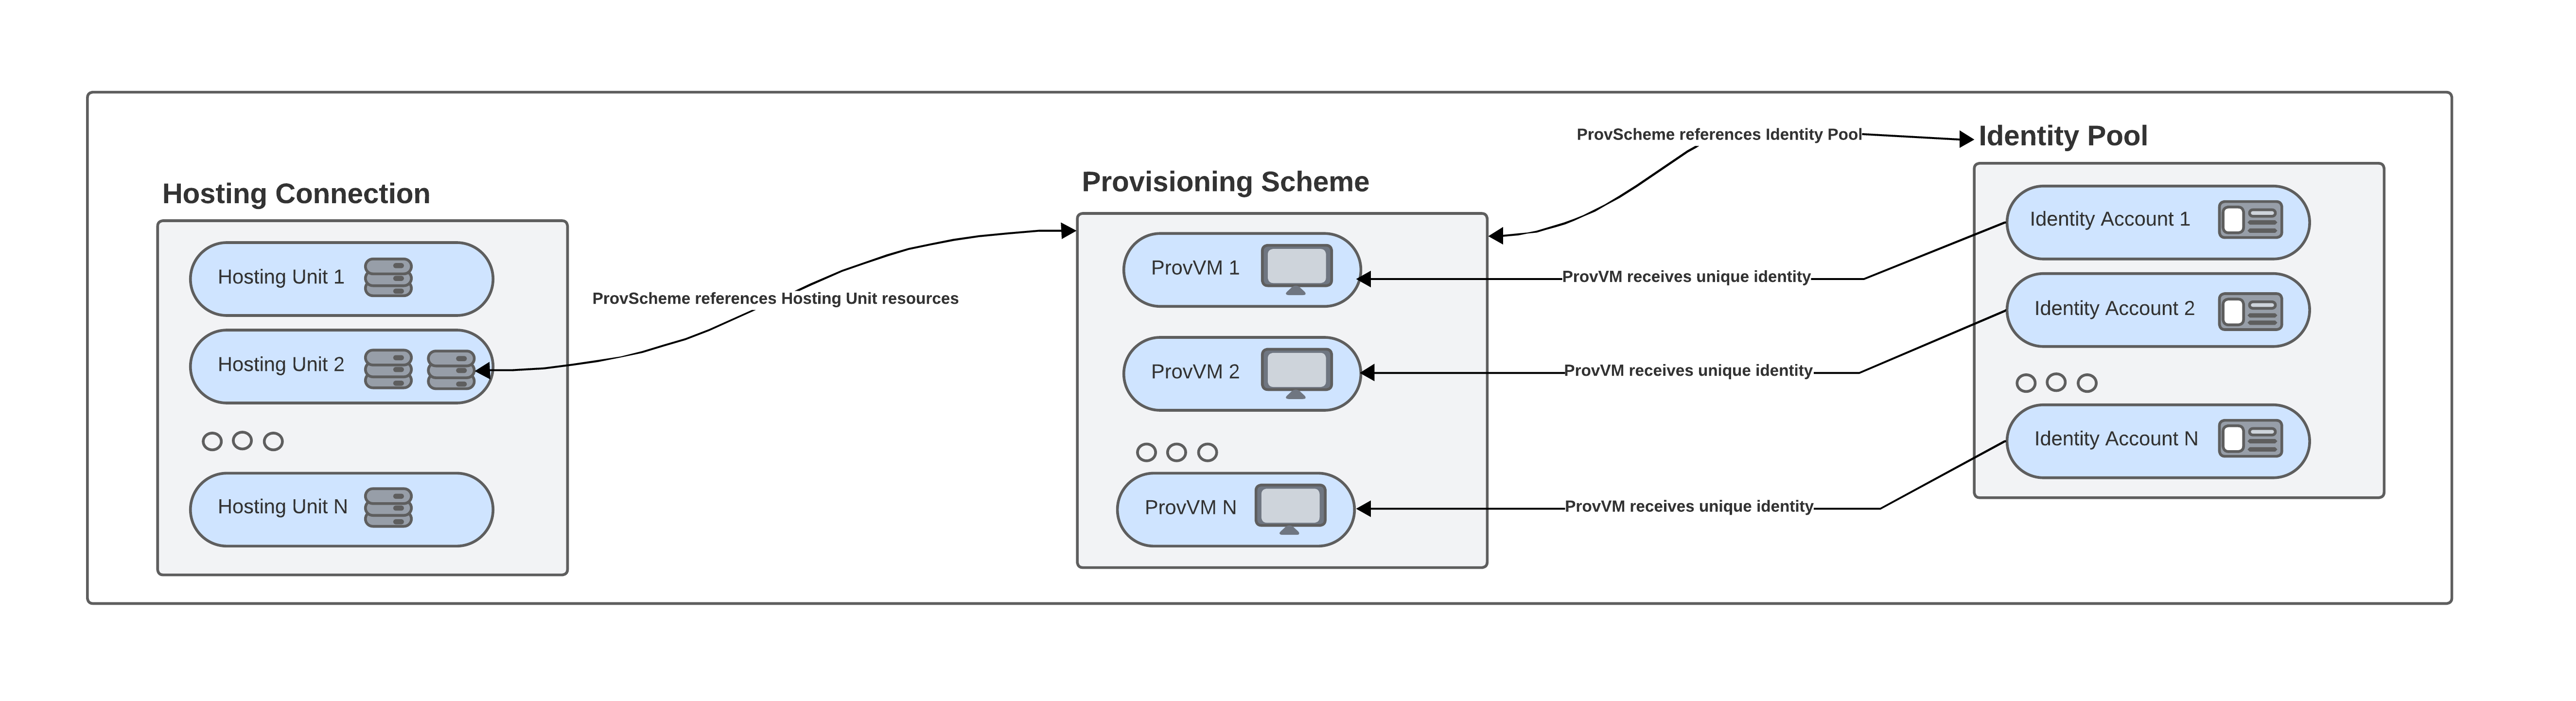 Hosting Connection
Hosting Unit 1
Hosting Unit 2
Hosting Unit N
ProvScheme references Hosting Unit resources
Provisioning Scheme
ProvVM 1
ProvVM 2
ProvVM N
ProvScheme references Identity Pool
ProvVM receives unique identity
ProvVM receives unique identity
ProvVM receives unique identity
Identity Pool
Identity Account 1
Identity Account 2
Identity Account N